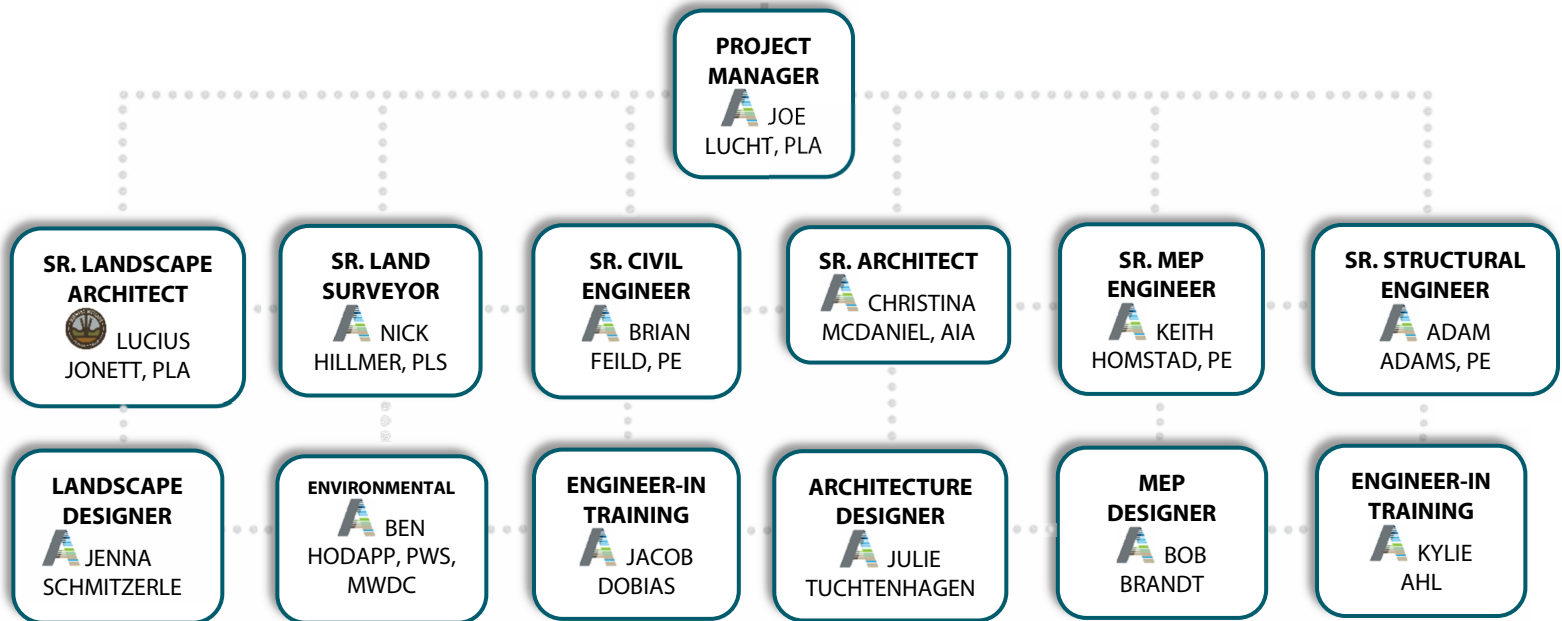 PROJECT
MANAGER
JOE
LUCHT, PLA
SR. LANDSCAPE
ARCHITECT
LUCIUS
JONETT, PLA
SR. LAND
SURVEYOR
NICK
HILLMER, PLS
SR. CIVIL
ENGINEER
BRIAN
FEILD, PE
SR. ARCHITECT
CHRISTINA
MCDANIEL, AIA
SR. MEP
ENGINEER
KEITH
HOMSTAD, PE
SR. STRUCTURAL
ENGINEER
ADAM
ADAMS, PE
LANDSCAPE
DESIGNER
JENNA
SCHMITZERLE
ENVIRONMENTAL
BEN
HODAPP, PWS,
MWDC
ENGINEER-IN
TRAINING
JACOB
DOBIAS
ARCHITECTURE
DESIGNER
JULIE
TUCHTENHAGEN
MEP
DESIGNER
BOB
BRANDT
ENGINEER-IN
TRAINING
KYLIE
AHL